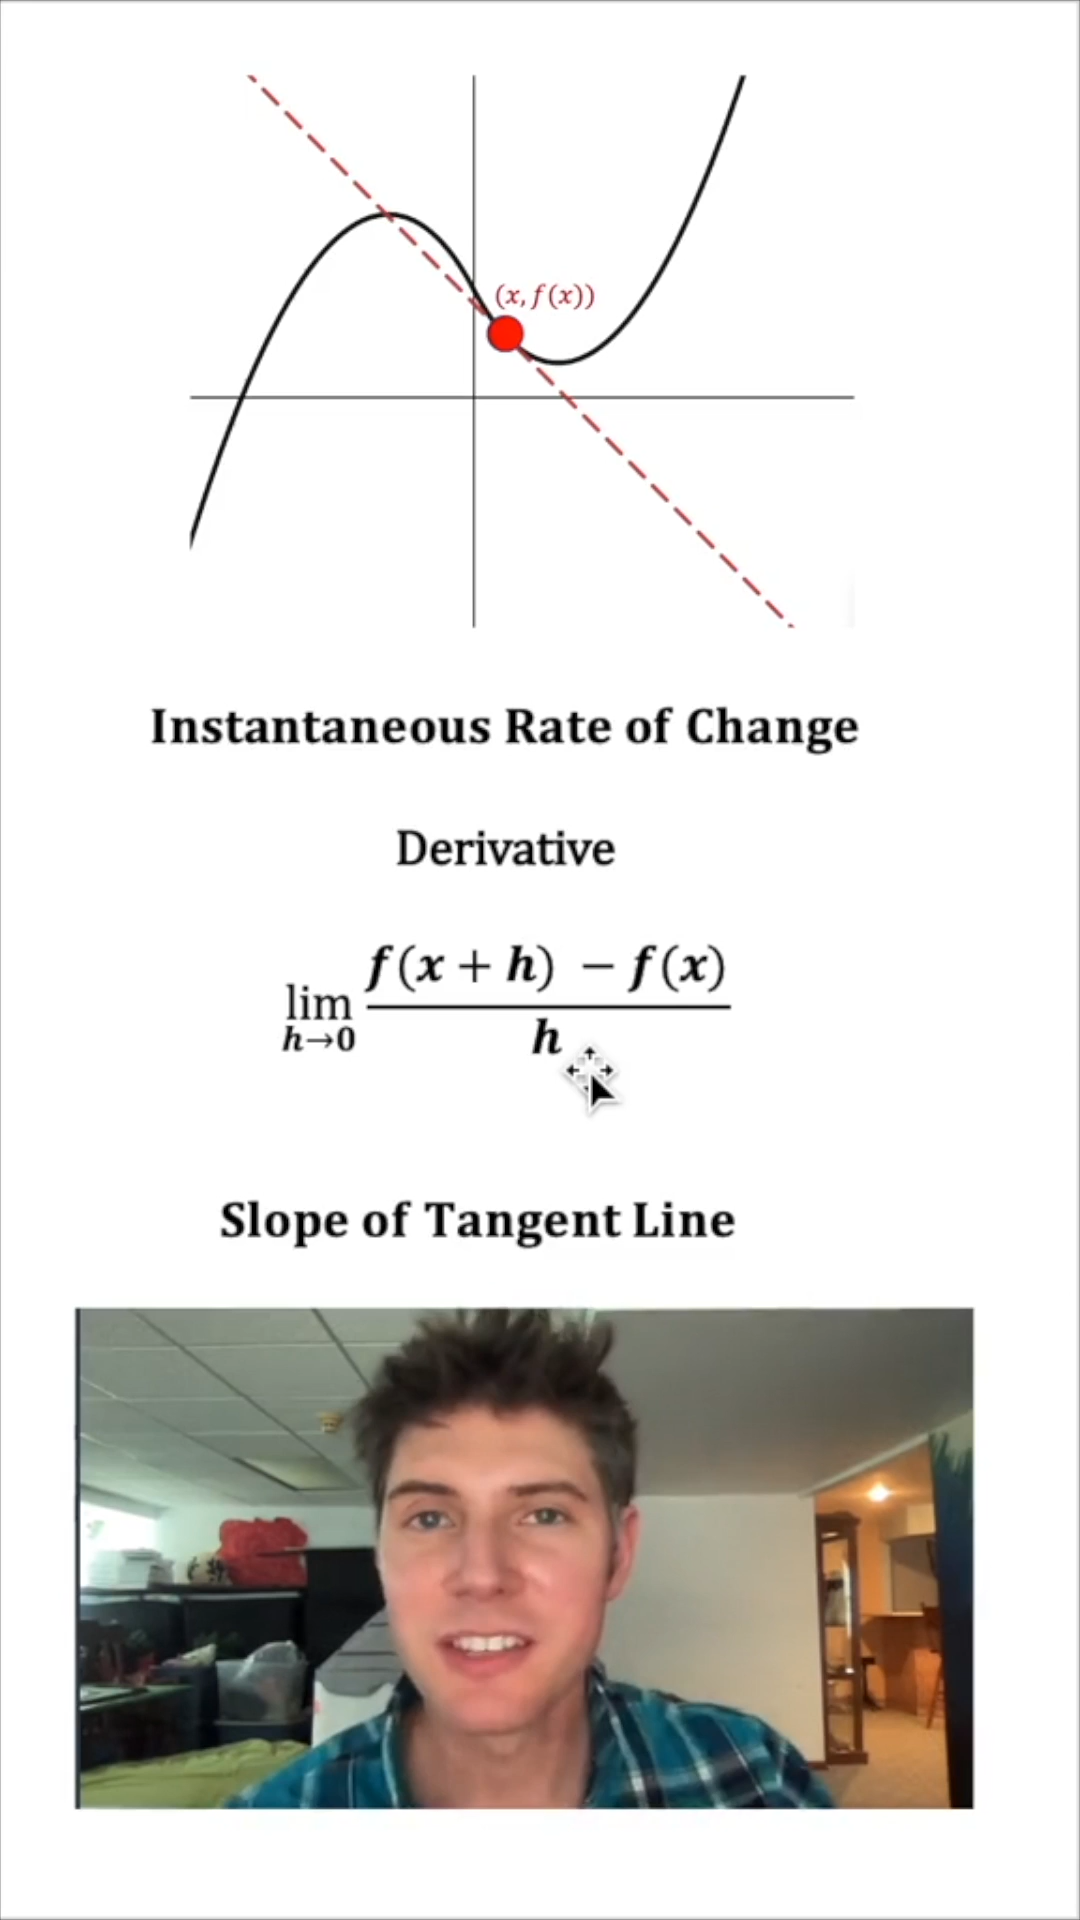 (x, f(x))
Instantaneous Rate of Change
Derivative
lim h→0 f(x + h) − f(x) / h
Slope of Tangent Line